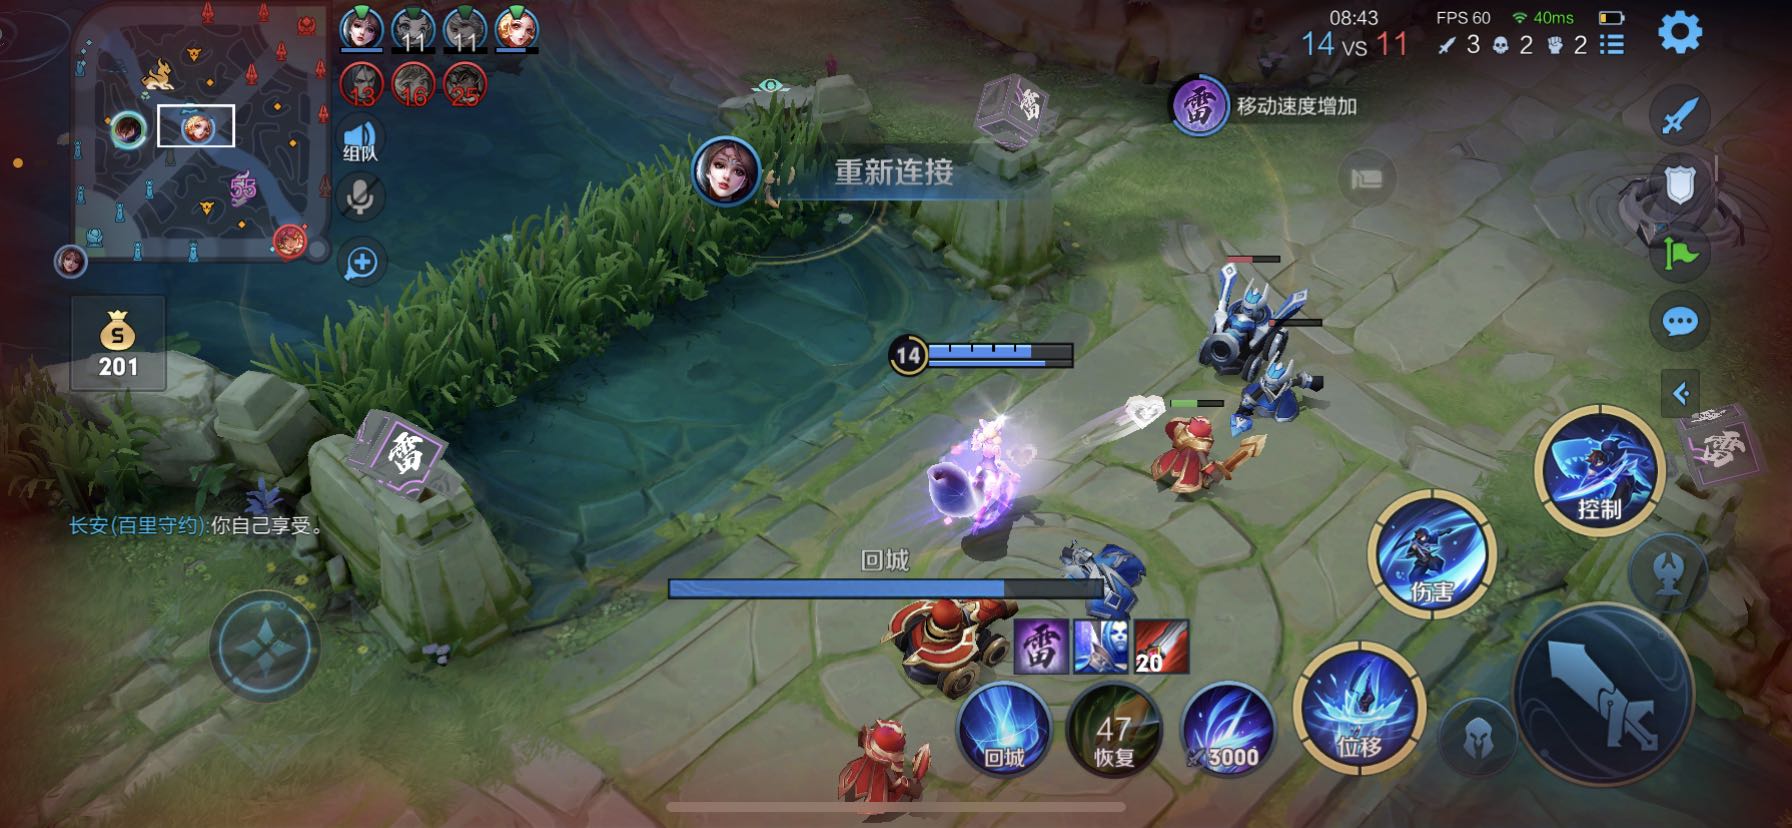 08:43
FPS 60
40ms
14 VS 11
3
2
2
11
11
13
16
25
组队
55
雷
移动速度增加
重新连接
雷
S
201
14
雷
长安(百里守约):你自己享受。
回城
控制
伤害
雷
20
回城
47
恢复
3000
位移